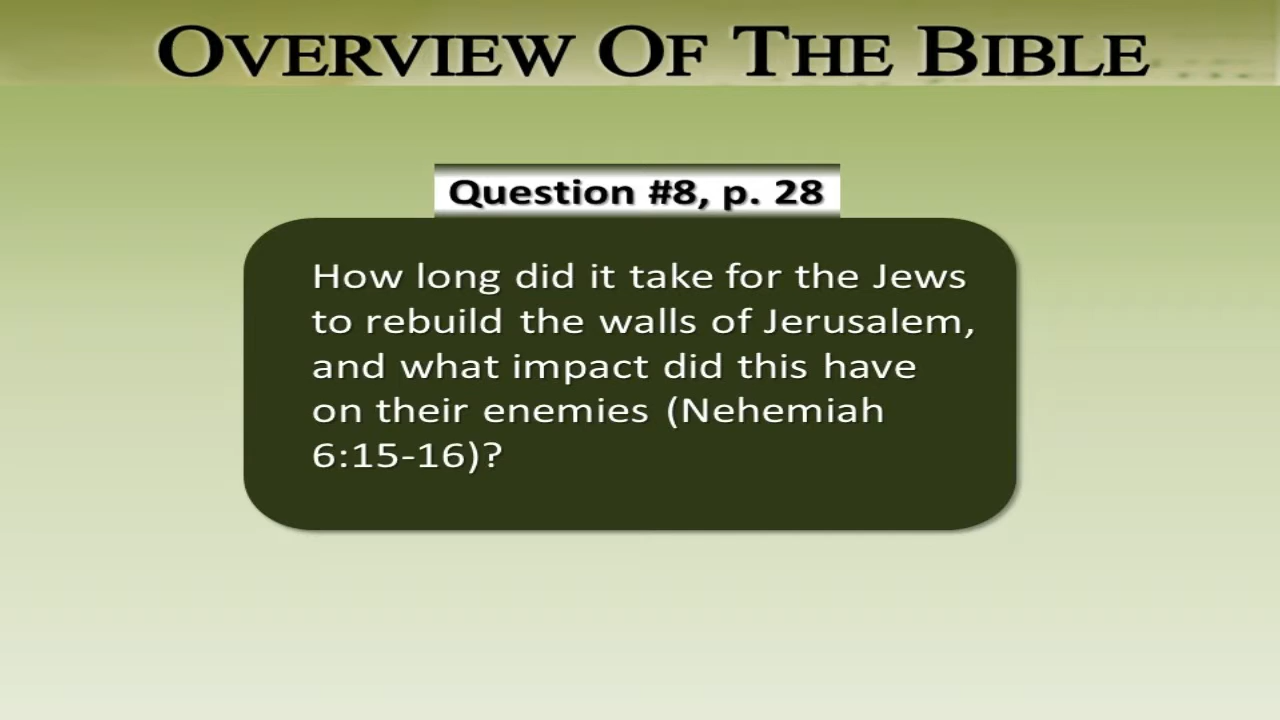 OVERVIEW OF THE BIBLE
Question #8, p. 28
How long did it take for the Jews
to rebuild the walls of Jerusalem,
and what impact did this have
on their enemies (Nehemiah
6:15-16)?